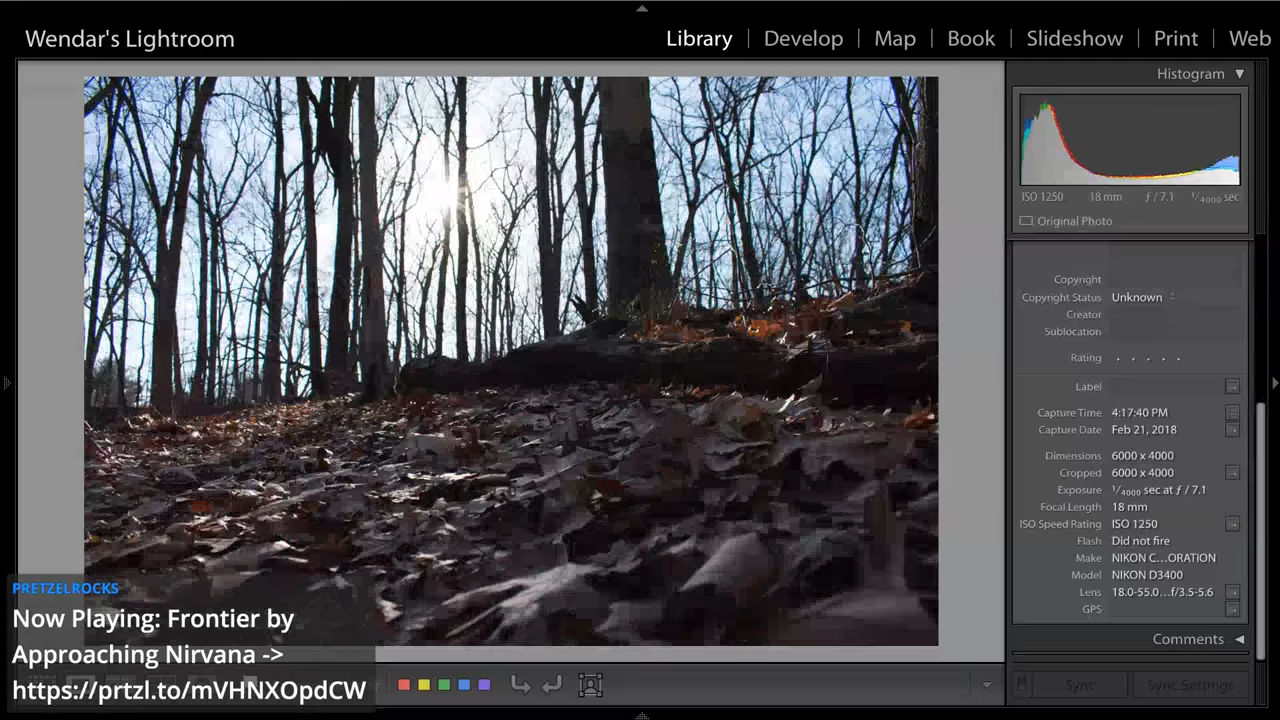 Wendar's Lightroom
Library | Develop | Map | Book | Slideshow | Print | Web
Histogram ▼
ISO 1250 18 mm ƒ / 7.1 1/4000 sec
Original Photo
Copyright
Copyright Status Unknown
Creator
Sublocation
Rating . . . . .
Label
Capture Time 4:17:40 PM
Capture Date Feb 21, 2018
Dimensions 6000 x 4000
Cropped 6000 x 4000
Exposure 1/4000 sec at ƒ / 7.1
Focal Length 18 mm
ISO Speed Rating ISO 1250
Flash Did not fire
Make NIKON C...ORATION
Model NIKON D3400
Lens 18.0-55.0...f/3.5-5.6
GPS
Comments ◀
Sync Sync Settings
PRETZELROCKS
Now Playing: Frontier by
Approaching Nirvana ->
https://prtzl.to/mVHNXOpdCW